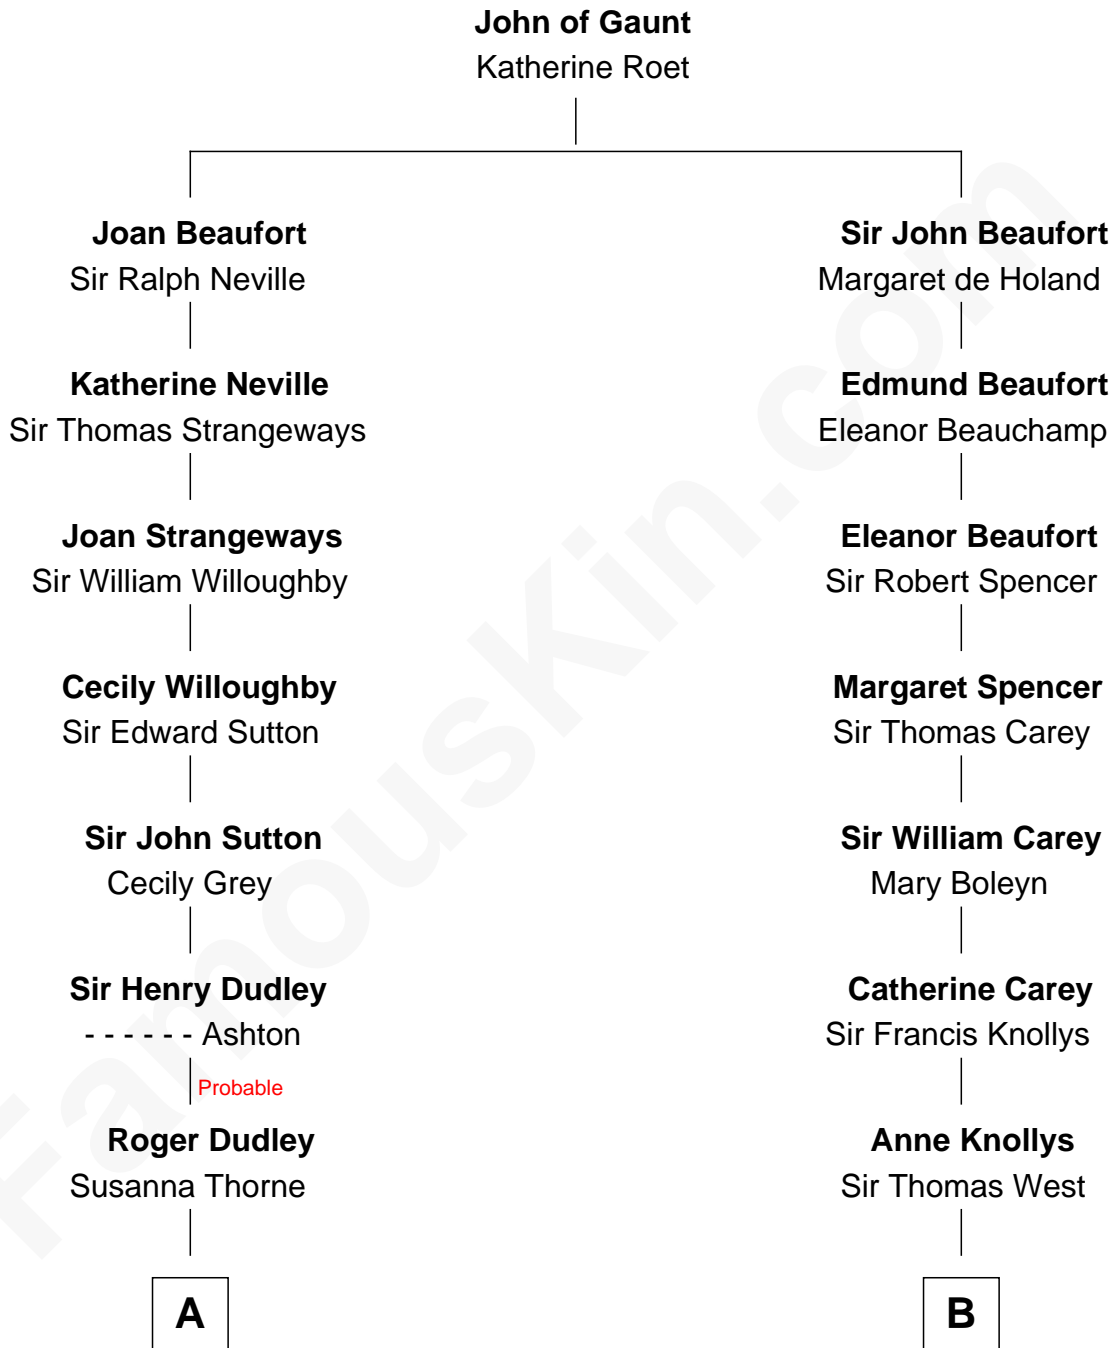 John of Gaunt
Katherine Roet
Joan Beaufort
Sir Ralph Neville
Katherine Neville
Sir Thomas Strangeways
Joan Strangeways
Sir William Willoughby
Cecily Willoughby
Sir Edward Sutton
Sir John Sutton
Cecily Grey
Sir Henry Dudley
- - - - - - Ashton
Probable
Roger Dudley
Susanna Thorne
A
Sir John Beaufort
Margaret de Holand
Edmund Beaufort
Eleanor Beauchamp
Eleanor Beaufort
Sir Robert Spencer
Margaret Spencer
Sir Thomas Carey
Sir William Carey
Mary Boleyn
Catherine Carey
Sir Francis Knollys
Anne Knollys
Sir Thomas West
B
FamousKin.com